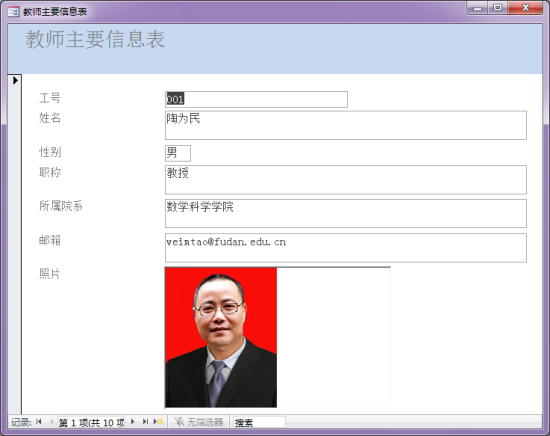 教师主要信息表
教师主要信息表
工号 001
姓名 陶为民
性别 男
职称 教授
所属院系 数学科学学院
邮箱 veimtao@fudan.edu.cn
照片
记录: 第 1 项(共 10 项 无筛选器 搜索